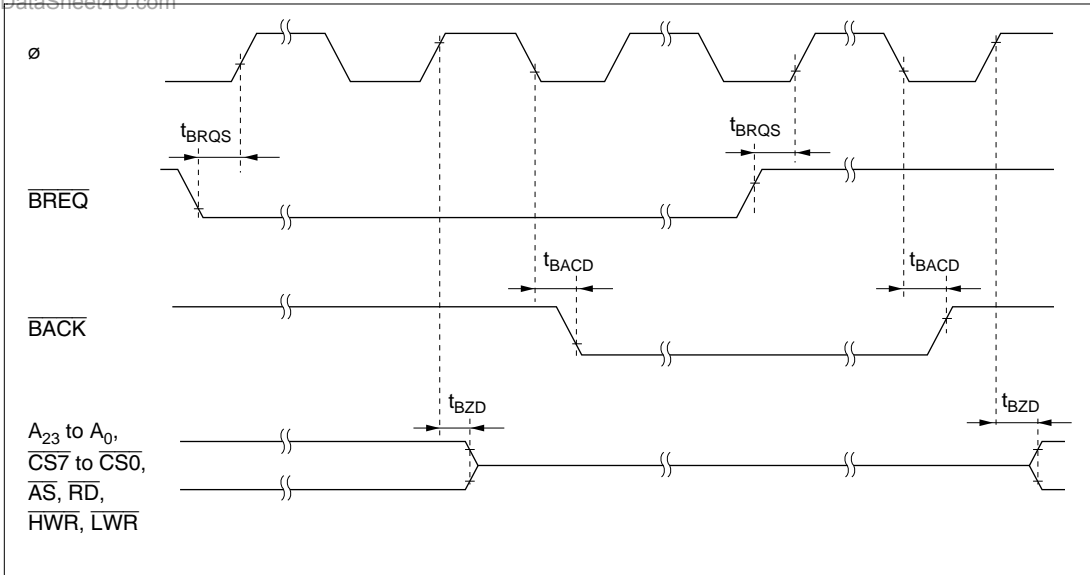 DataSheet4U.com
ø
tBRQS
tBRQS
BREQ
tBACD
tBACD
BACK
tBZD
tBZD
A23 to A0,
CS7 to CS0,
AS, RD,
HWR, LWR